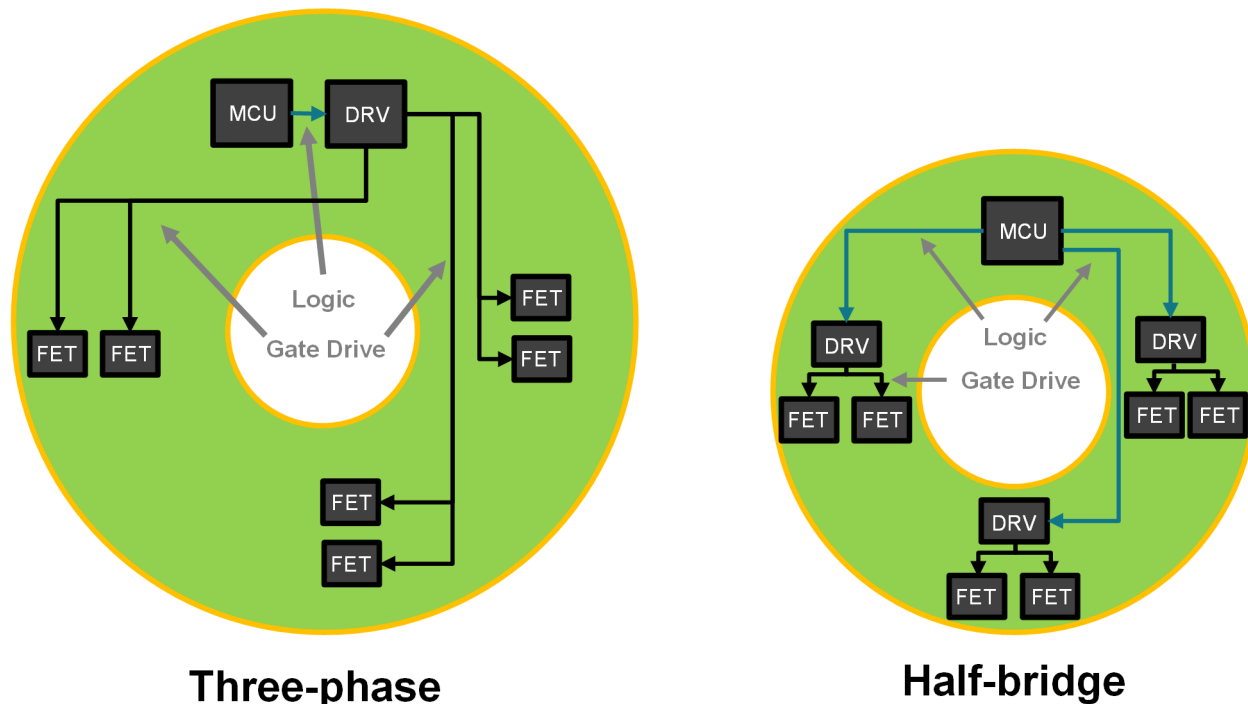 MCU
DRV
Logic
Gate Drive
FET
FET
FET
FET
FET
FET
Three-phase
MCU
DRV
DRV
Logic
Gate Drive
FET
FET
FET
FET
DRV
FET
FET
Half-bridge